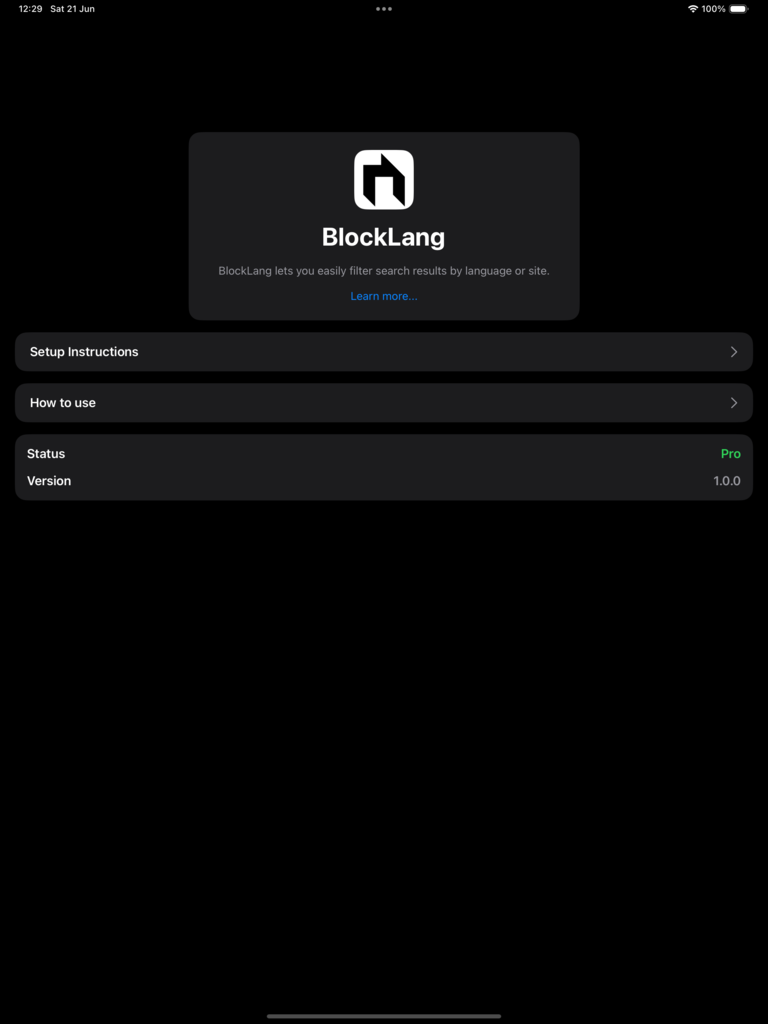 12:29 Sat 21 Jun
100%
BlockLang
BlockLang lets you easily filter search results by language or site.
Learn more...
Setup Instructions
How to use
Status Pro
Version 1.0.0